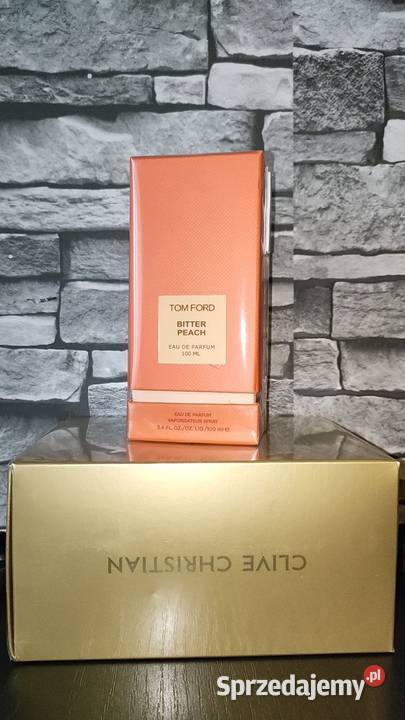 TOM FORD
BITTER
PEACH
EAU DE PARFUM
100 ML
EAU DE PARFUM
VAPORISATEUR SPRAY
3.4 FL.OZ./OZ. LIQ./100 ml e
CLIVE CHRISTIAN
Sprzedajemy.pl